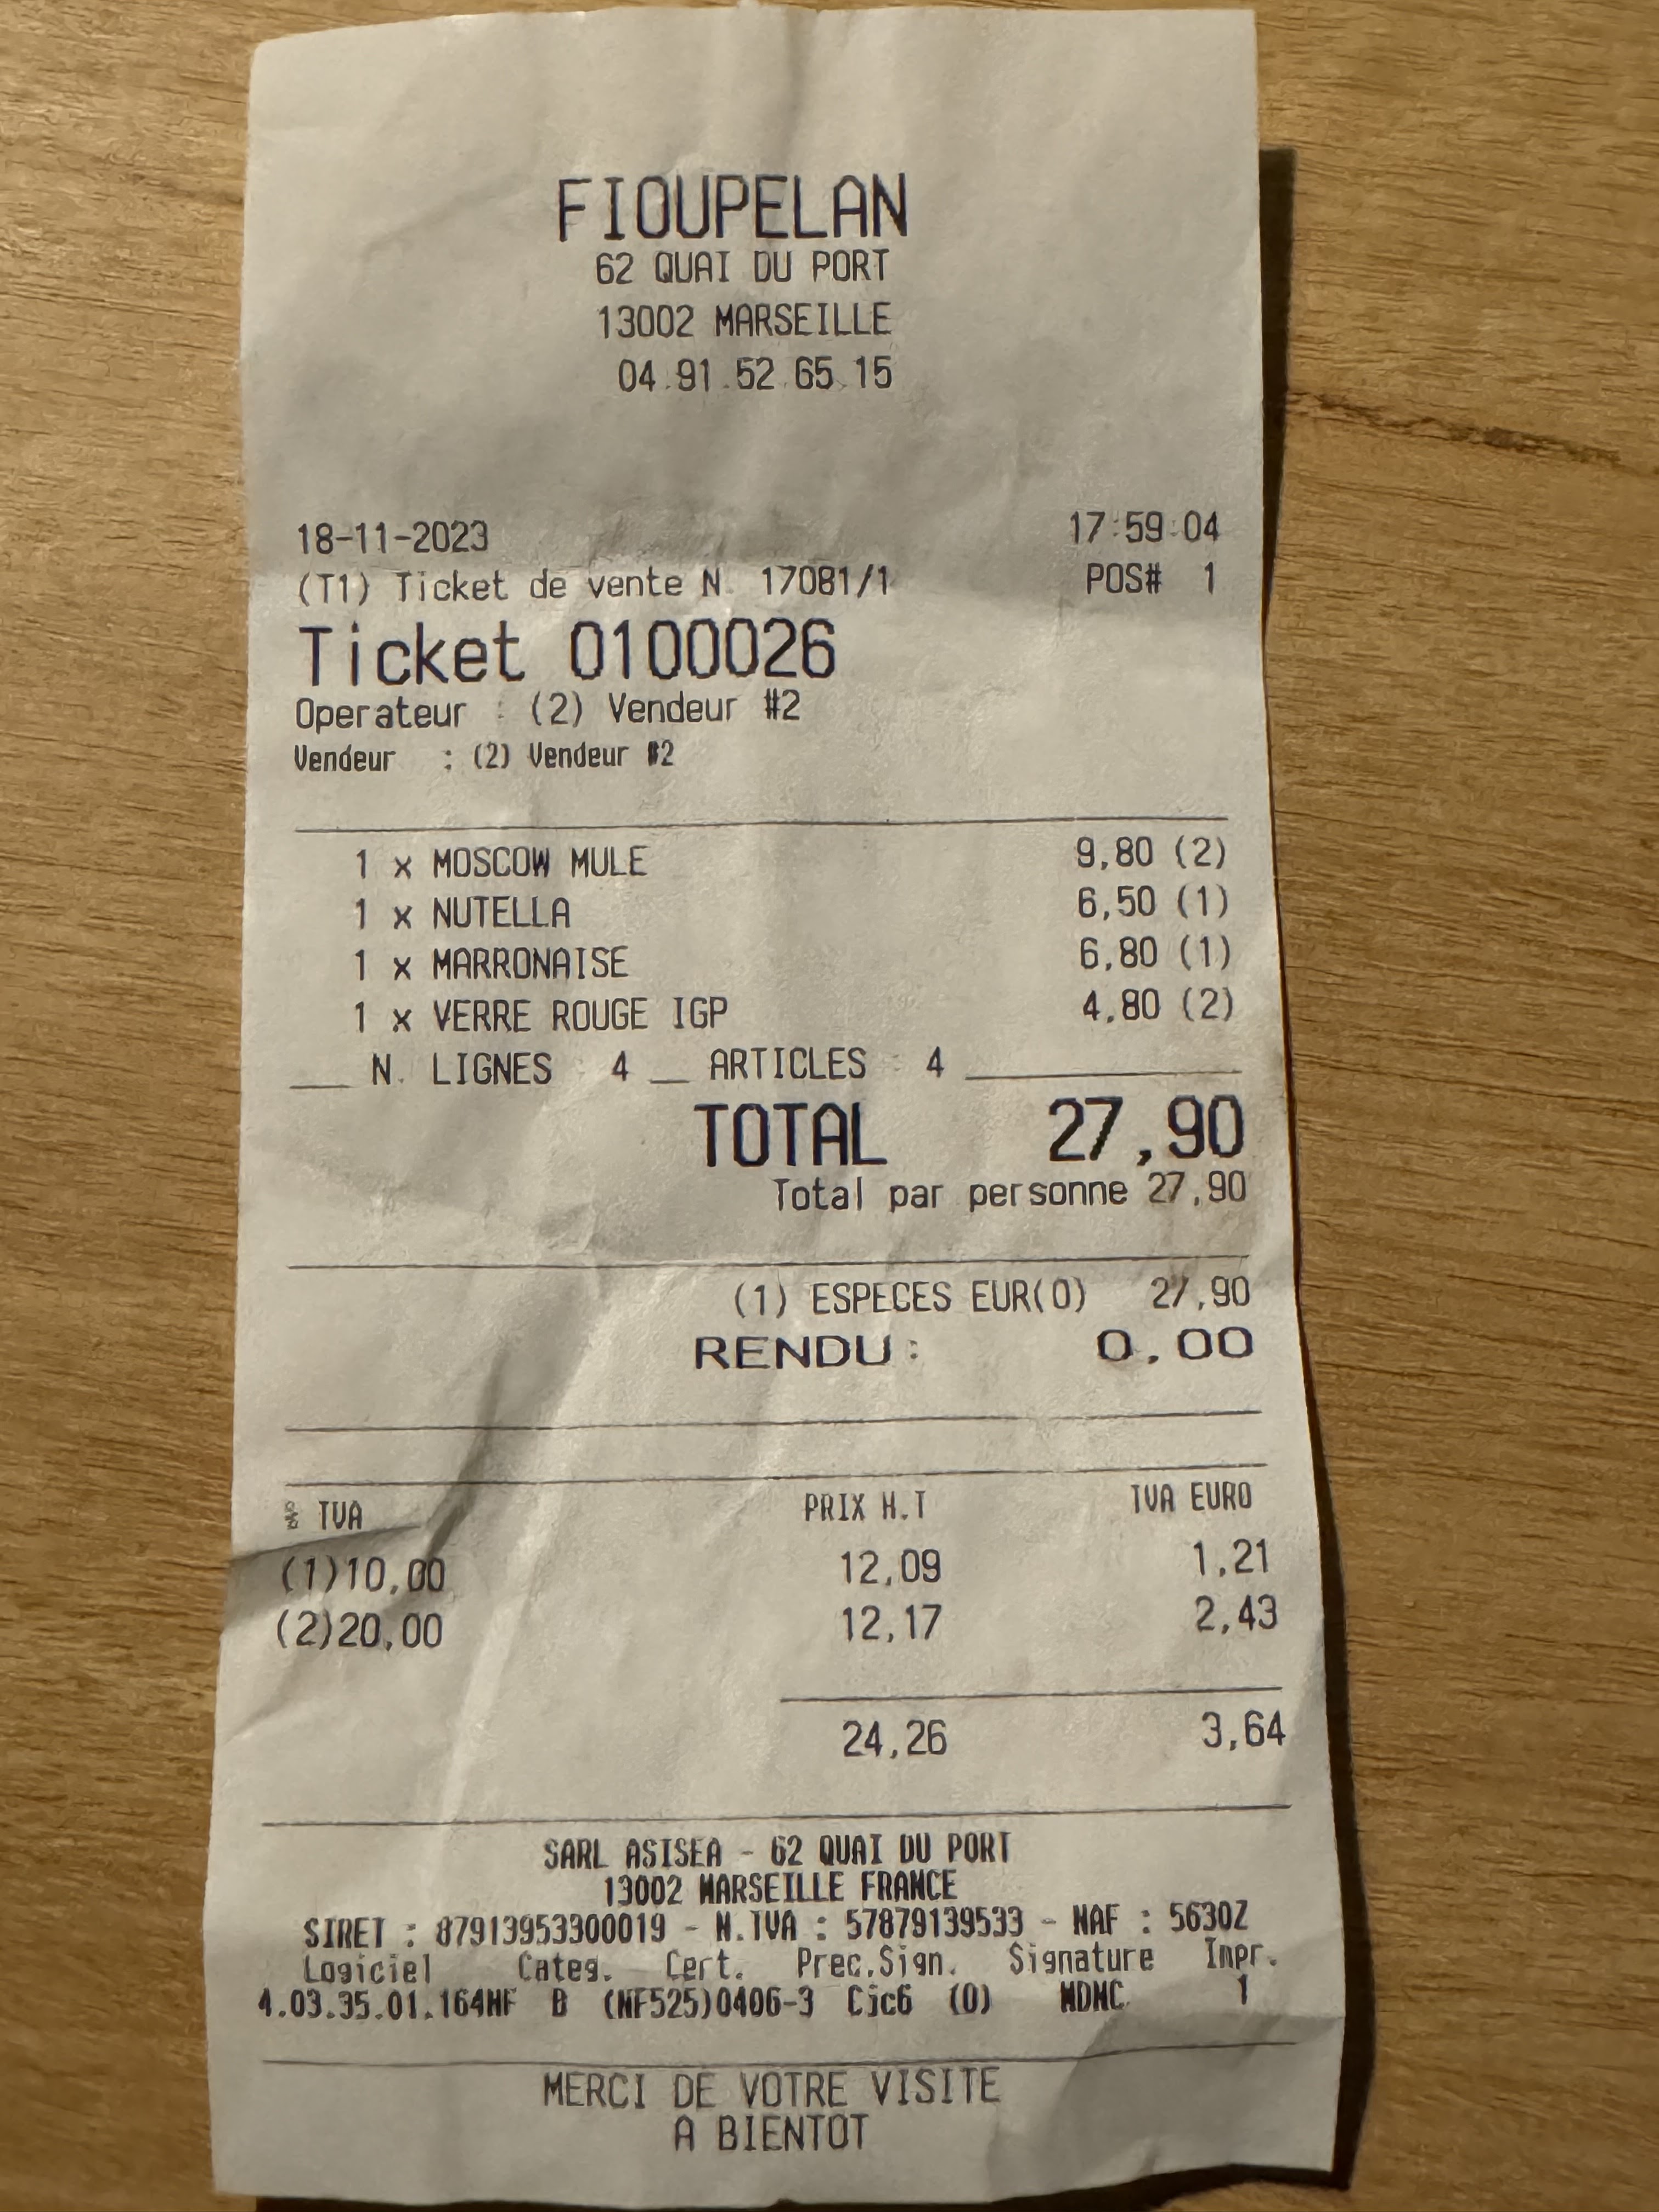 FIOUPELAN
62 QUAI DU PORT
13002 MARSEILLE
04.91.52.65.15
18-11-2023 17:59:04
(T1) Ticket de vente N. 17081/1 POS# 1
Ticket 0100026
Operateur : (2) Vendeur #2
Vendeur : (2) Vendeur #2
1 x MOSCOW MULE 9,80 (2)
1 x NUTELLA 6,50 (1)
1 x MARRONAISE 6,80 (1)
1 x VERRE ROUGE IGP 4,80 (2)
N. LIGNES : 4 ARTICLES : 4
TOTAL 27,90
Total par personne 27,90
(1) ESPECES EUR(0) 27,90
RENDU: 0.00
% TVA PRIX H.T TVA EURO
(1)10,00 12,09 1,21
(2)20,00 12,17 2,43
24,26 3,64
SARL ASISEA - 62 QUAI DU PORT
13002 MARSEILLE FRANCE
SIRET : 87913953300019 - N.TVA : 57879139533 - NAF : 5630Z
Logiciel Categ. Cert. Prec.Sign. Signature Impr.
4.03.35.01.164NF B (NF525)0406-3 Cjc6 (0) MDMC 1
MERCI DE VOTRE VISITE
A BIENTOT